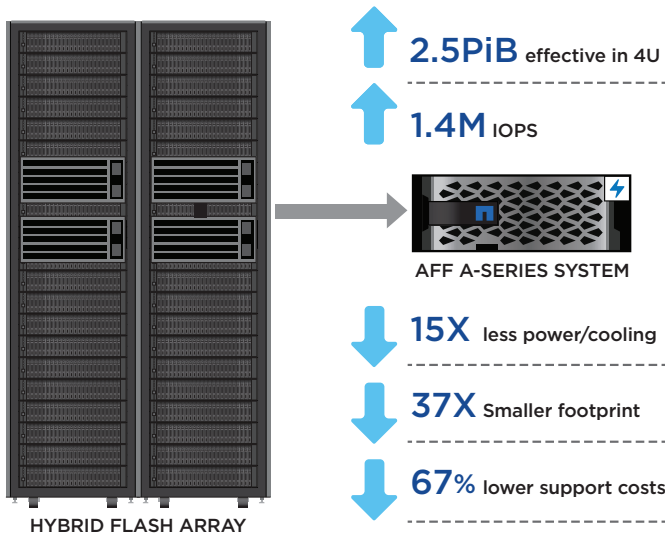 2.5PiB effective in 4U
1.4M IOPS
AFF A-SERIES SYSTEM
15X less power/cooling
37X Smaller footprint
67% lower support costs
HYBRID FLASH ARRAY